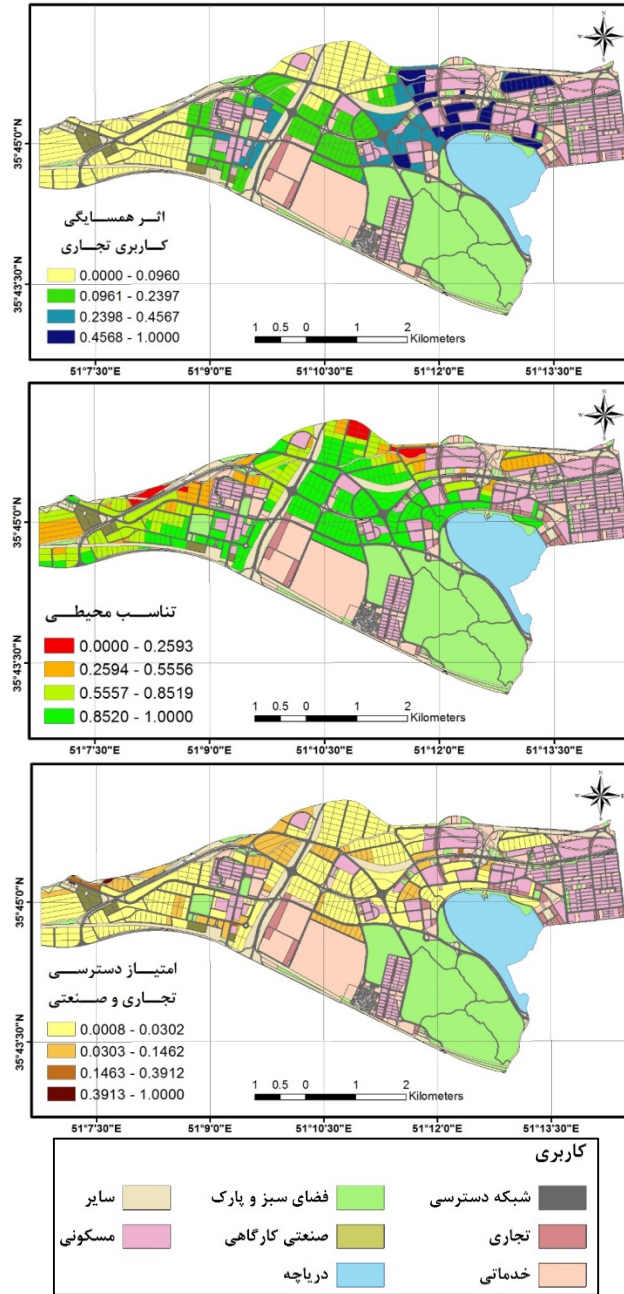 N
W E
S
35°45'0"N
35°43'30"N
اثر همسـایگی
کاربری تجاری
0.0000 - 0.0960
0.0961 - 0.2397
0.2398 - 0.4567
0.4568 - 1.0000
1 0.5 0 1 2
Kilometers
51°7'30"E 51°9'0"E 51°10'30"E 51°12'0"E 51°13'30"E
N
W E
S
35°45'0"N
35°43'30"N
تناسـب محیطـی
0.0000 - 0.2593
0.2594 - 0.5556
0.5557 - 0.8519
0.8520 - 1.0000
1 0.5 0 1 2
Kilometers
51°7'30"E 51°9'0"E 51°10'30"E 51°12'0"E 51°13'30"E
N
W E
S
35°45'0"N
35°43'30"N
امتیـاز دسترسـی
تجـاری و صـنعتی
0.0008 - 0.0302
0.0303 - 0.1462
0.1463 - 0.3912
0.3913 - 1.0000
1 0.5 0 1 2
Kilometers
51°7'30"E 51°9'0"E 51°10'30"E 51°12'0"E 51°13'30"E
کاربری
شبکه دسترسی فضای سبز و پارک سایر
تجاری صنعتی کارگاهی مسکونی
خدماتی دریاچه